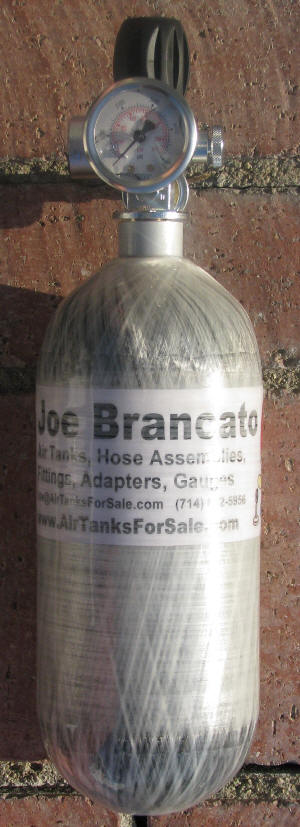 Joe Brancato
Air Tanks, Hose Assemblies,
Fittings, Adapters, Gauges
(714)
www.AirTanksForSale.com